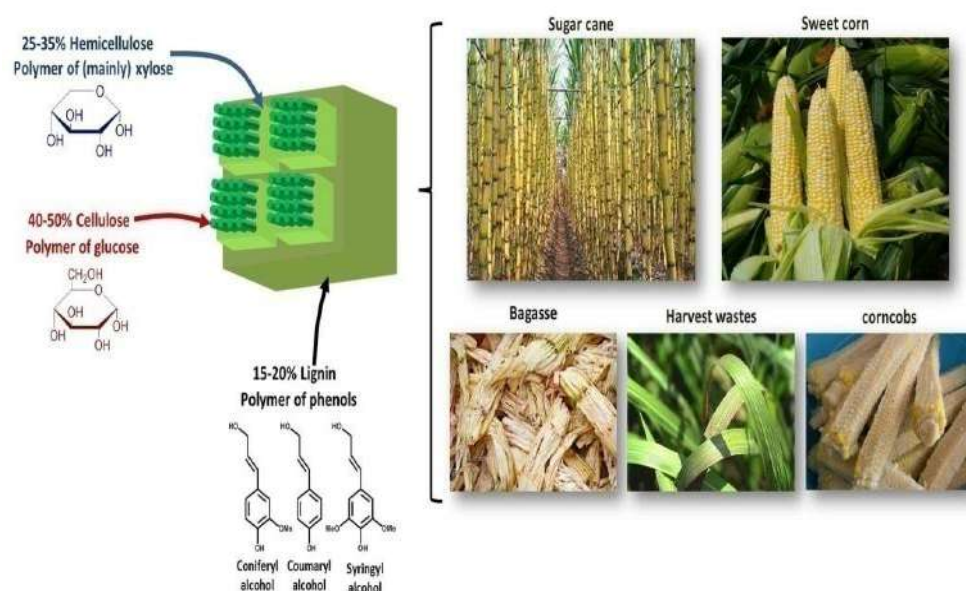 25-35% Hemicellulose
Polymer of (mainly) xylose
O
OH
OH
OH
OH
40-50% Cellulose
Polymer of glucose
CH₂OH
O
OH
OH
OH
OH
15-20% Lignin
Polymer of phenols
HO
HO
HO
OMe
MeO
OMe
OH
OH
OH
Coniferyl
alcohol
Coumaryl
alcohol
Syringyl
alcohol
Sugar cane
Sweet corn
Bagasse
Harvest wastes
corncobs